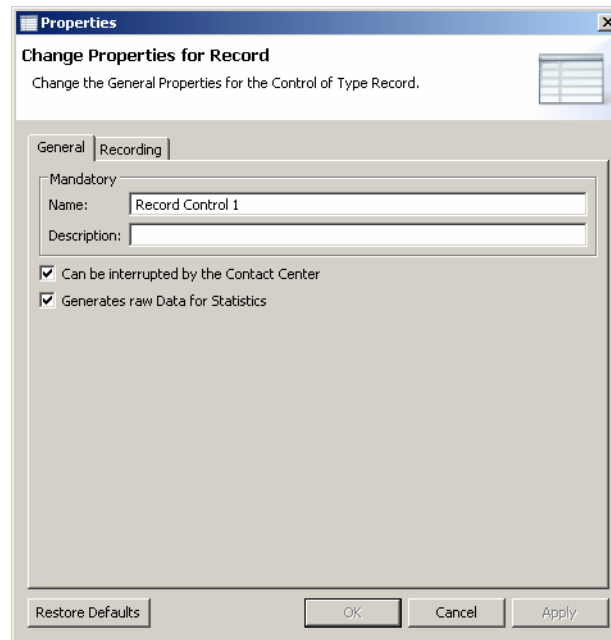 Properties
Change Properties for Record
Change the General Properties for the Control of Type Record.
General Recording
Mandatory
Name: Record Control 1
Description:
Can be interrupted by the Contact Center
Generates raw Data for Statistics
Restore Defaults OK Cancel Apply